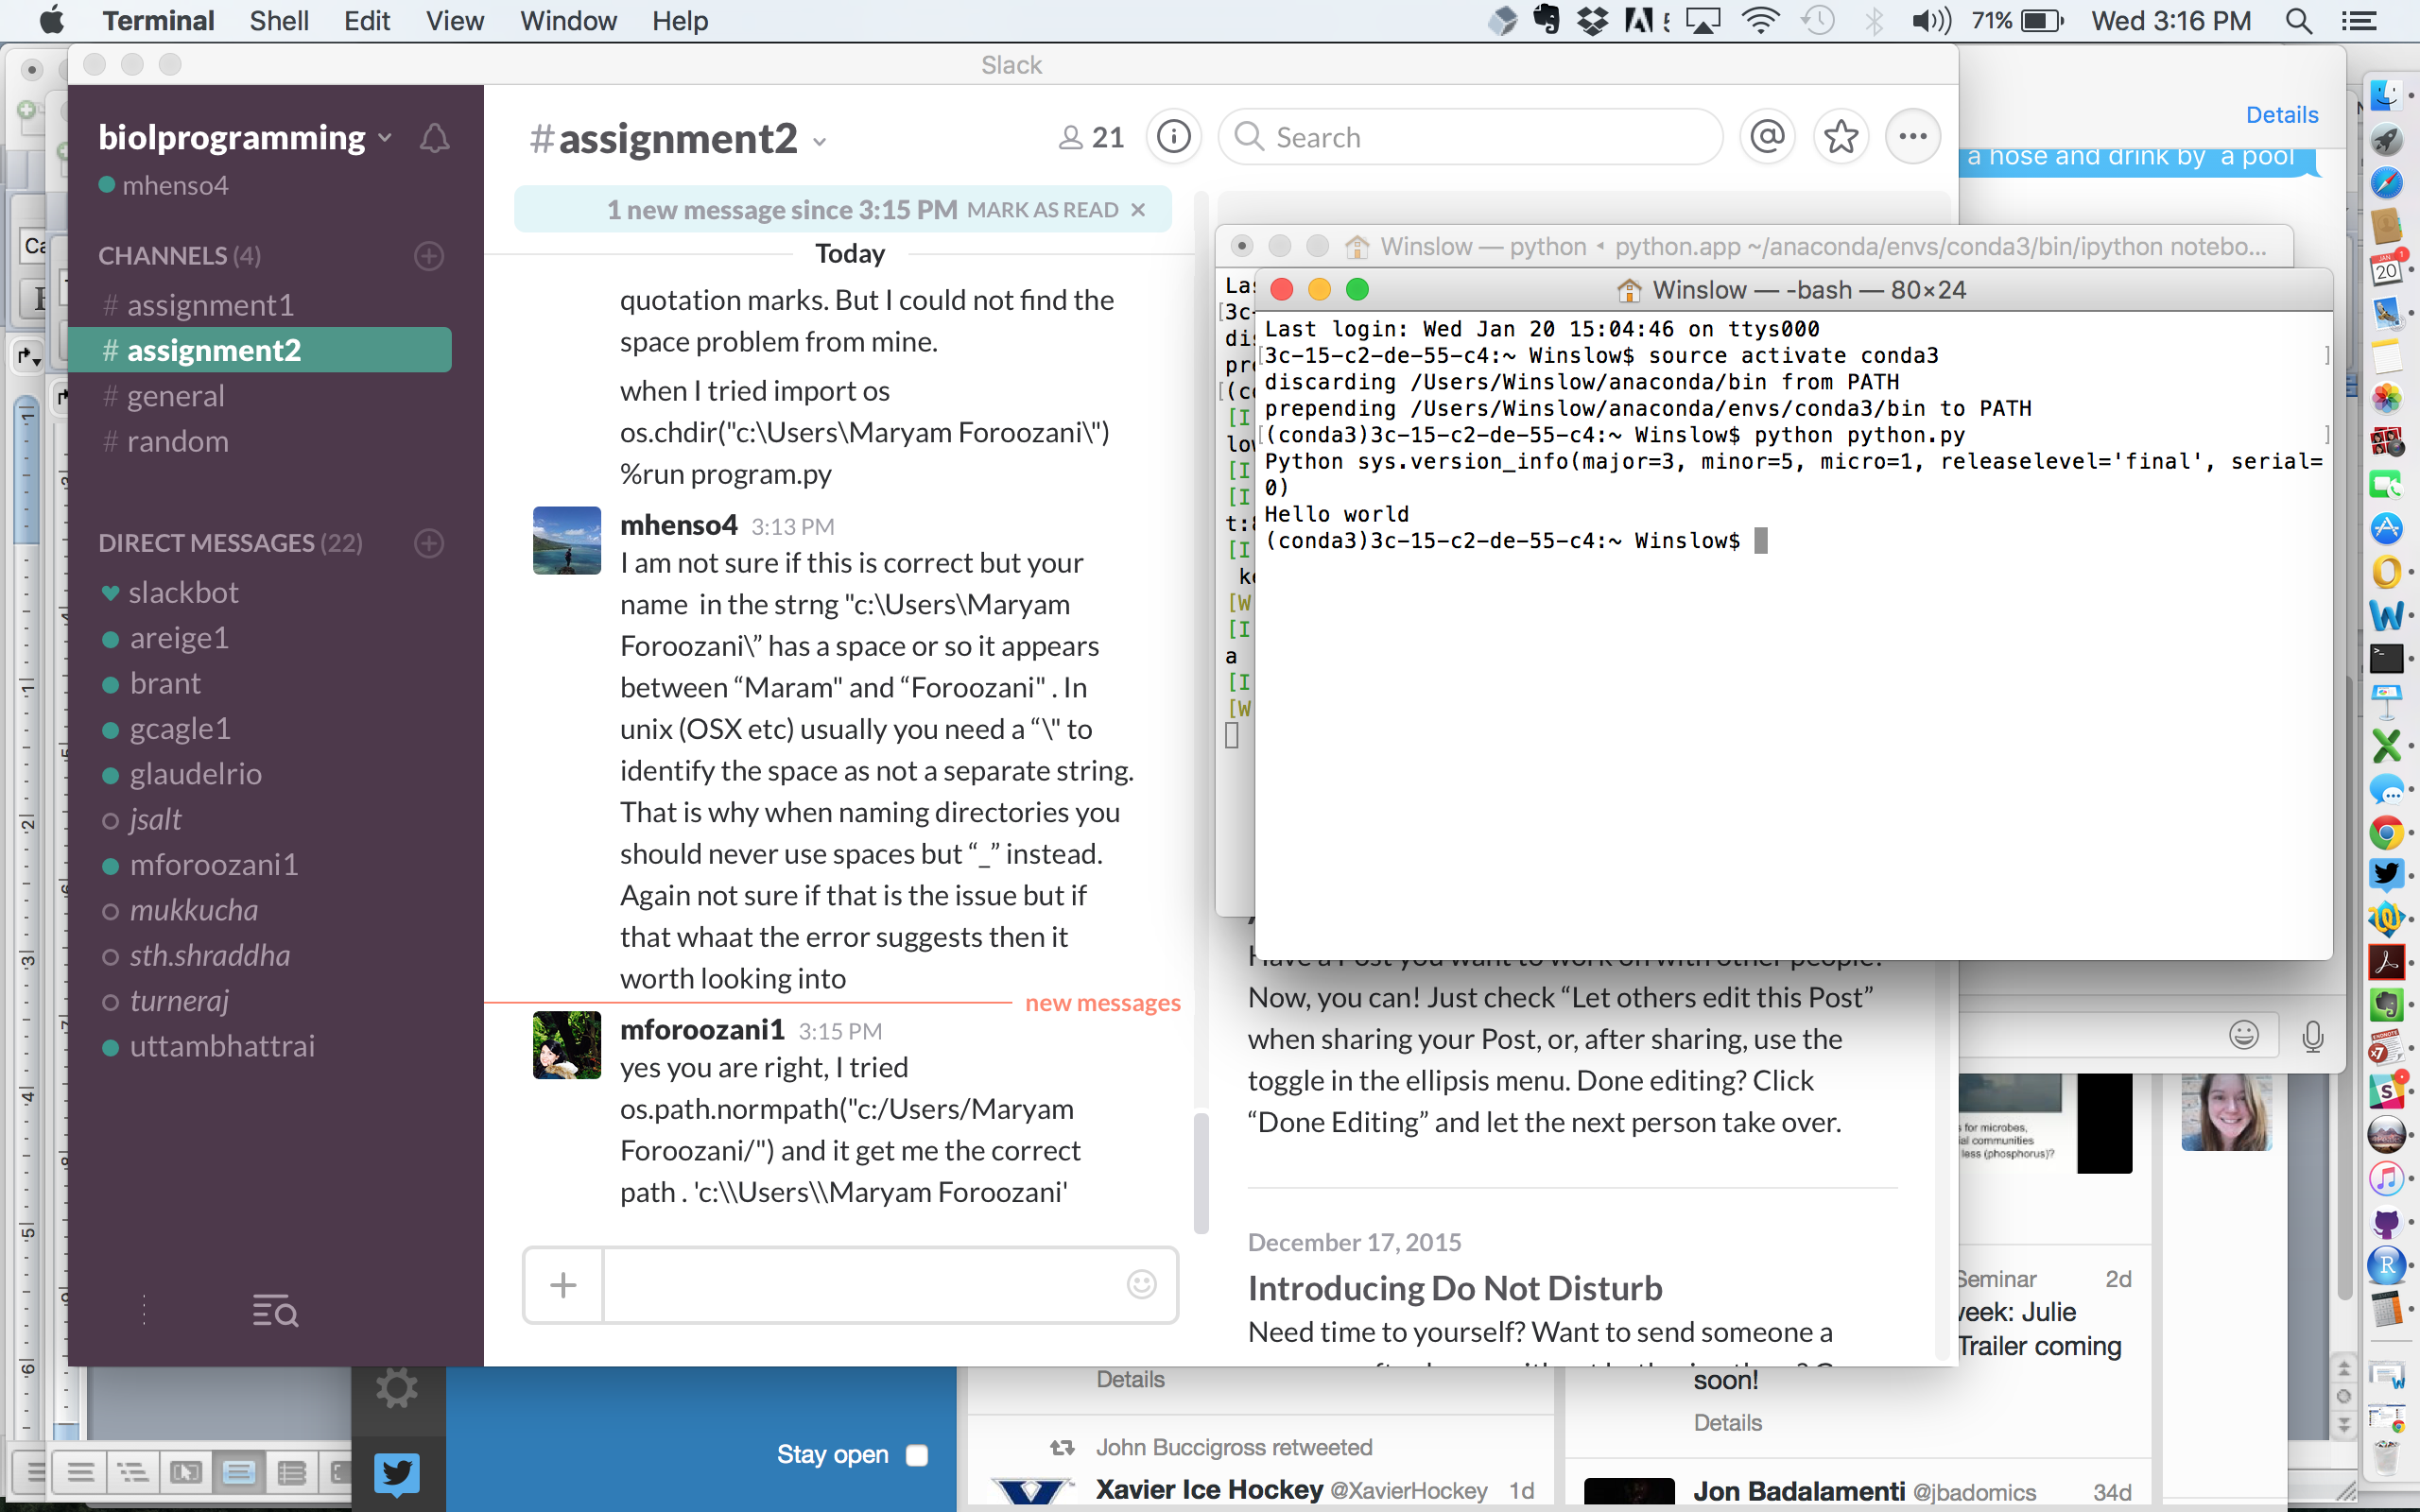 Terminal Shell Edit View Window Help
71% Wed 3:16 PM
Slack
biolprogramming
mhenso4
CHANNELS (4)
# assignment1
# assignment2
# general
# random
DIRECT MESSAGES (22)
slackbot
areige1
brant
gcagle1
glaudelrio
jsalt
mforoozani1
mukkucha
sth.shraddha
turneraj
uttambhattrai
#assignment2
21
Search
1 new message since 3:15 PM MARK AS READ
Today
quotation marks. But I could not find the
space problem from mine.
when I tried import os
os.chdir("c:\Users\Maryam Foroozani\")
%run program.py
mhenso4 3:13 PM
I am not sure if this is correct but your
name in the strng "c:\Users\Maryam
Foroozani\” has a space or so it appears
between “Maram" and “Foroozani" . In
unix (OSX etc) usually you need a “\" to
identify the space as not a separate string.
That is why when naming directories you
should never use spaces but “_” instead.
Again not sure if that is the issue but if
that whaat the error suggests then it
worth looking into
new messages
mforoozani1 3:15 PM
yes you are right, I tried
os.path.normpath("c:/Users/Maryam
Foroozani/") and it get me the correct
path . 'c:\\Users\\Maryam Foroozani'
Details
a hose and drink by a pool
Winslow — python ◂ python.app ~/anaconda/envs/conda3/bin/ipython notebo...
Winslow — -bash — 80×24
Last login: Wed Jan 20 15:04:46 on ttys000
3c-15-c2-de-55-c4:~ Winslow$ source activate conda3
discarding /Users/Winslow/anaconda/bin from PATH
prepending /Users/Winslow/anaconda/envs/conda3/bin to PATH
(conda3)3c-15-c2-de-55-c4:~ Winslow$ python python.py
Python sys.version_info(major=3, minor=5, micro=1, releaselevel='final', serial=
0)
Hello world
(conda3)3c-15-c2-de-55-c4:~ Winslow$
Have a Post you want to work on with other people?
Now, you can! Just check “Let others edit this Post”
when sharing your Post, or, after sharing, use the
toggle in the ellipsis menu. Done editing? Click
“Done Editing” and let the next person take over.
December 17, 2015
Introducing Do Not Disturb
Need time to yourself? Want to send someone a
s for microbes,
ial communities
less (phosphorus)?
Seminar 2d
week: Julie
Trailer coming
soon!
Details
Details
Stay open
John Buccigross retweeted
Xavier Ice Hockey @XavierHockey 1d
Jon Badalamenti @jbadomics 34d